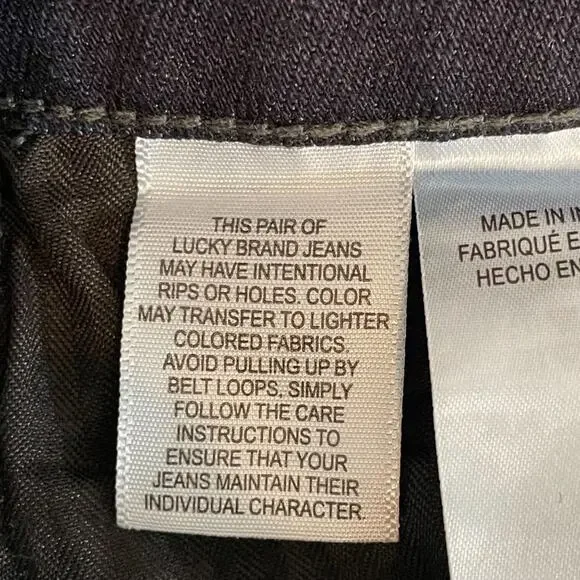 THIS PAIR OF
LUCKY BRAND JEANS
MAY HAVE INTENTIONAL
RIPS OR HOLES. COLOR
MAY TRANSFER TO LIGHTER
COLORED FABRICS.
AVOID PULLING UP BY
BELT LOOPS, SIMPLY
FOLLOW THE CARE
INSTRUCTIONS TO
ENSURE THAT YOUR
JEANS MAINTAIN THEIR
INDIVIDUAL CHARACTER.
MADE IN
FABRIQUÉ
HECHO EN